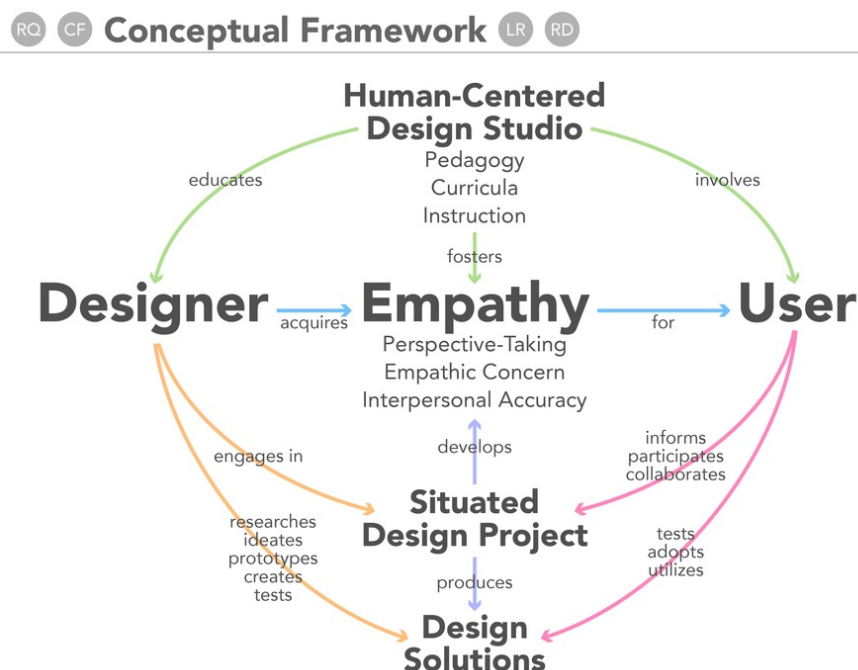 RQ CF Conceptual Framework LR RD
Human-Centered
Design Studio
Pedagogy
Curricula
Instruction
educates
involves
fosters
Designer
acquires
Empathy
for
User
Perspective-Taking
Empathic Concern
Interpersonal Accuracy
engages in
develops
informs
participates
collaborates
Situated
Design Project
researches
ideates
prototypes
creates
tests
tests
adopts
utilizes
produces
Design
Solutions